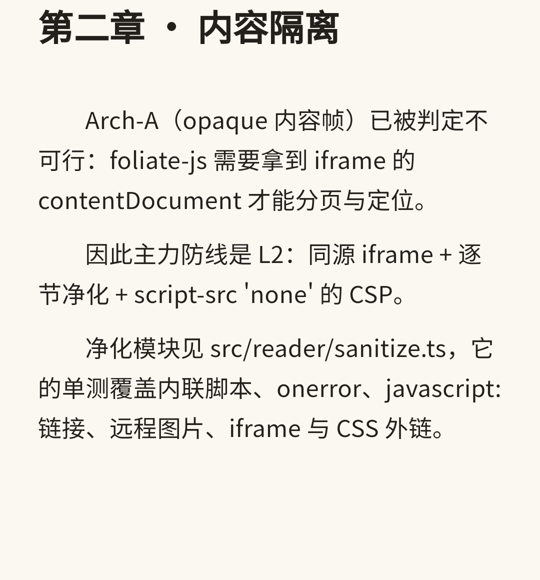 第二章 · 内容隔离
Arch-A（opaque 内容帧）已被判定不
可行：foliate-js 需要拿到 iframe 的
contentDocument 才能分页与定位。
因此主力防线是 L2：同源 iframe + 逐
节净化 + script-src 'none' 的 CSP。
净化模块见 src/reader/sanitize.ts，它
的单测覆盖内联脚本、onerror、javascript:
链接、远程图片、iframe 与 CSS 外链。